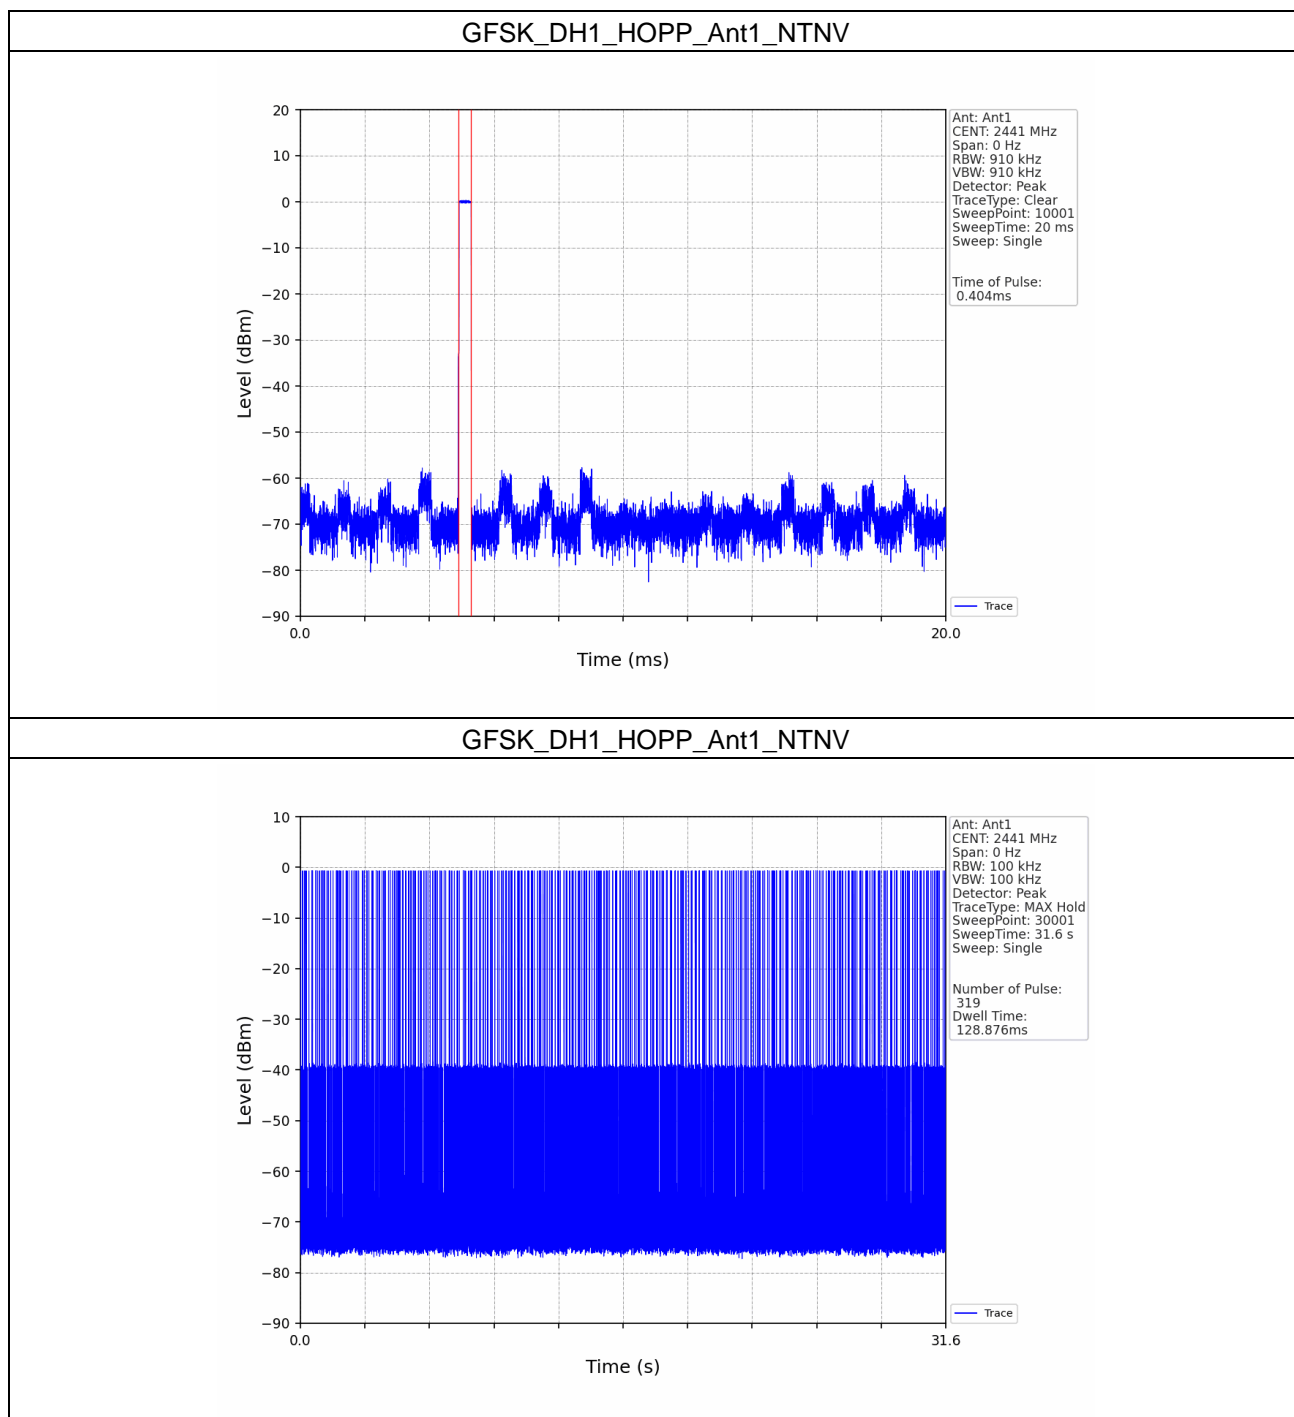 GFSK_DH1_HOPP_Ant1_NTNV
20
10
0
−10
−20
−30
−40
−50
−60
−70
−80
−90
Level (dBm)
0.0
20.0
Time (ms)
Ant: Ant1
CENT: 2441 MHz
Span: 0 Hz
RBW: 910 kHz
VBW: 910 kHz
Detector: Peak
TraceType: Clear
SweepPoint: 10001
SweepTime: 20 ms
Sweep: Single
Time of Pulse:
0.404ms
Trace
GFSK_DH1_HOPP_Ant1_NTNV
10
0
−10
−20
−30
−40
−50
−60
−70
−80
−90
Level (dBm)
0.0
31.6
Time (s)
Ant: Ant1
CENT: 2441 MHz
Span: 0 Hz
RBW: 100 kHz
VBW: 100 kHz
Detector: Peak
TraceType: MAX Hold
SweepPoint: 30001
SweepTime: 31.6 s
Sweep: Single
Number of Pulse:
319
Dwell Time:
128.876ms
Trace